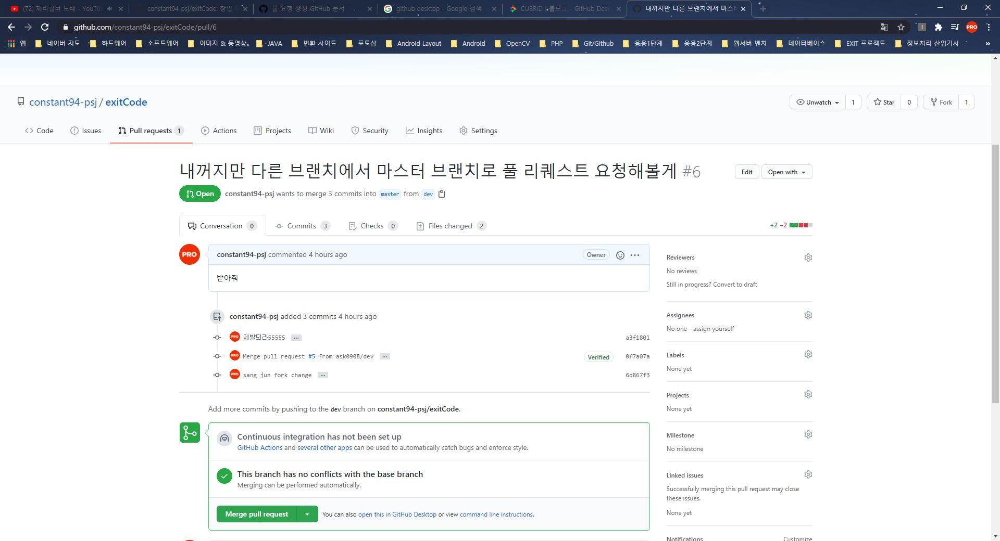 (72) 체리필터 노래 - YouTu
constant94-psj/exitCode: 창업
풀 요청 생성-GitHub 문서
github desktop - Google 검색
CUBRID | 블로그 - GitHub Desk
내꺼지만 다른 브랜치에서 마스터
github.com/constant94-psj/exitCode/pull/6
PRO
앱 네이버 지도 하드웨어 소프트웨어 이미지 & 동영상 JAVA 변환 사이트 포토샵 Android Layout Android OpenCV PHP Git/Github 응용1단계 응용2단계 웹서버 벤치 데이터베이스 EXIT 프로젝트 정보처리 산업기사 »
constant94-psj / exitCode
Unwatch 1 Star 0 Fork 1
Code Issues Pull requests 1 Actions Projects Wiki Security Insights Settings
내꺼지만 다른 브랜치에서 마스터 브랜치로 풀 리퀘스트 요청해볼게 #6
Edit Open with
Open constant94-psj wants to merge 3 commits into master from dev
Conversation 0 Commits 3 Checks 0 Files changed 2
+2 −2
PRO
constant94-psj commented 4 hours ago
Owner ...
받아줘
constant94-psj added 3 commits 4 hours ago
PRO 제발되라55555 ... a3f1801
PRO Merge pull request #5 from ask0908/dev ... Verified 0f7a07a
PRO sang jun fork change ... 6d867f3
Add more commits by pushing to the dev branch on constant94-psj/exitCode.
Continuous integration has not been set up
GitHub Actions and several other apps can be used to automatically catch bugs and enforce style.
This branch has no conflicts with the base branch
Merging can be performed automatically.
Merge pull request
You can also open this in GitHub Desktop or view command line instructions.
Reviewers
No reviews
Still in progress? Convert to draft
Assignees
No one—assign yourself
Labels
None yet
Projects
None yet
Milestone
No milestone
Linked issues
Successfully merging this pull request may close
these issues.
None yet
Notifications Customize